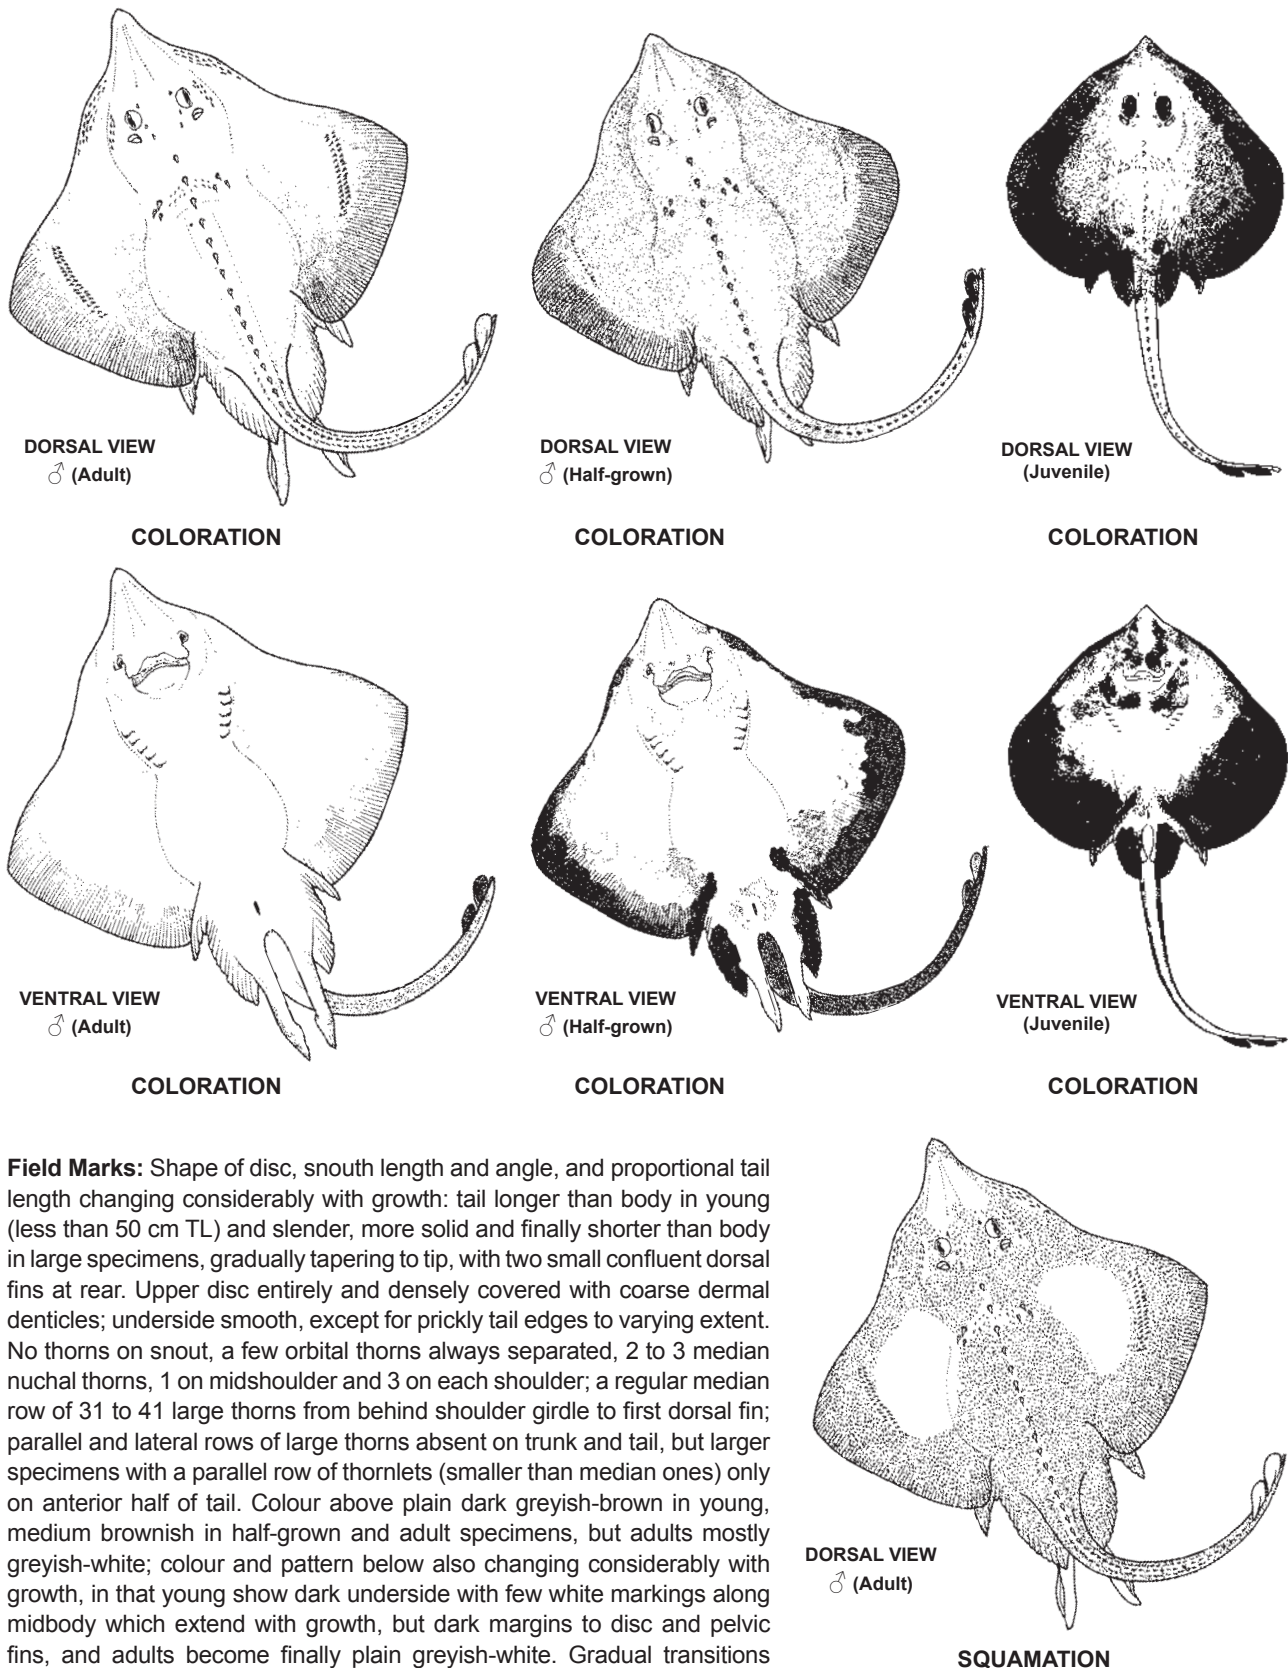 DORSAL VIEW
♂ (Adult)
DORSAL VIEW
♂ (Half-grown)
DORSAL VIEW
(Juvenile)
COLORATION
COLORATION
COLORATION
VENTRAL VIEW
♂ (Adult)
VENTRAL VIEW
♂ (Half-grown)
VENTRAL VIEW
(Juvenile)
COLORATION
COLORATION
COLORATION
Field Marks: Shape of disc, snouth length and angle, and proportional tail
length changing considerably with growth: tail longer than body in young
(less than 50 cm TL) and slender, more solid and finally shorter than body
in large specimens, gradually tapering to tip, with two small confluent dorsal
fins at rear. Upper disc entirely and densely covered with coarse dermal
denticles; underside smooth, except for prickly tail edges to varying extent.
No thorns on snout, a few orbital thorns always separated, 2 to 3 median
nuchal thorns, 1 on midshoulder and 3 on each shoulder; a regular median
row of 31 to 41 large thorns from behind shoulder girdle to first dorsal fin;
parallel and lateral rows of large thorns absent on trunk and tail, but larger
specimens with a parallel row of thornlets (smaller than median ones) only
on anterior half of tail. Colour above plain dark greyish-brown in young,
medium brownish in half-grown and adult specimens, but adults mostly
greyish-white; colour and pattern below also changing considerably with
growth, in that young show dark underside with few white markings along
midbody which extend with growth, but dark margins to disc and pelvic
fins, and adults become finally plain greyish-white. Gradual transitions
DORSAL VIEW
♂ (Adult)
SQUAMATION